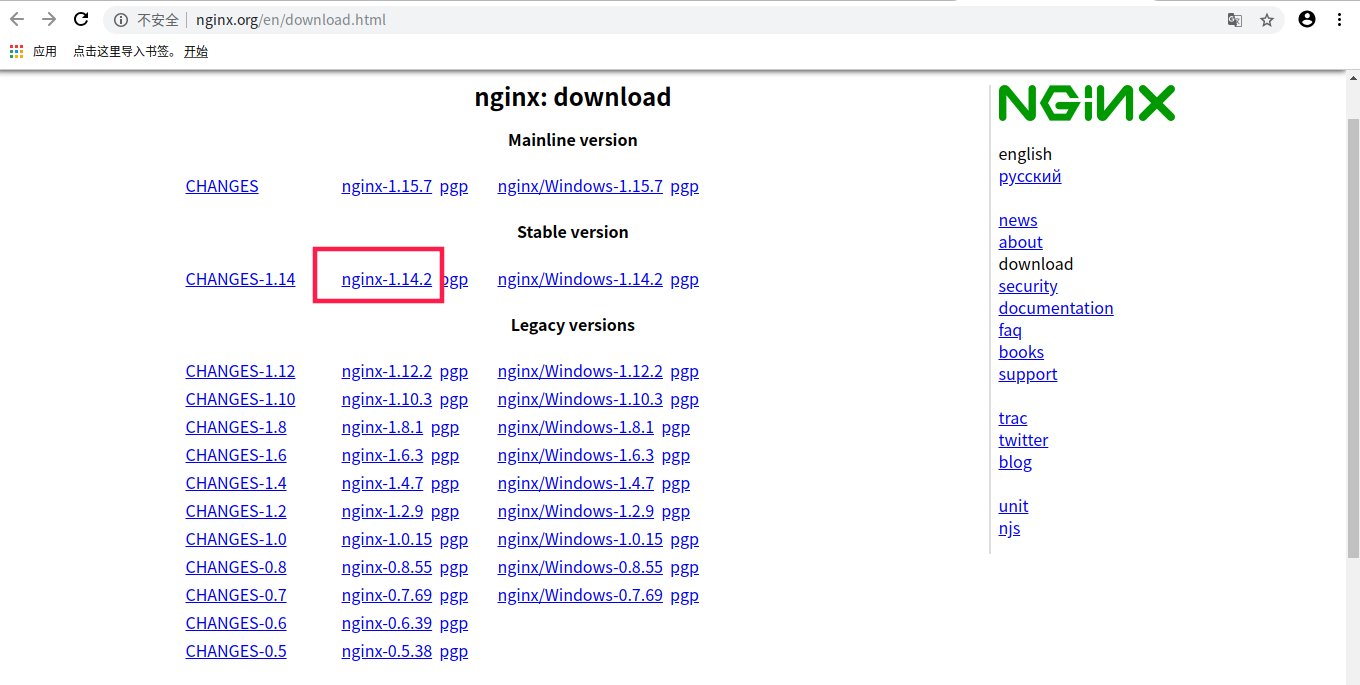 不安全 nginx.org/en/download.html
应用 点击这里导入书签。 开始
nginx: download
Mainline version
CHANGES nginx-1.15.7 pgp nginx/Windows-1.15.7 pgp
Stable version
CHANGES-1.14 nginx-1.14.2 pgp nginx/Windows-1.14.2 pgp
Legacy versions
CHANGES-1.12 nginx-1.12.2 pgp nginx/Windows-1.12.2 pgp
CHANGES-1.10 nginx-1.10.3 pgp nginx/Windows-1.10.3 pgp
CHANGES-1.8 nginx-1.8.1 pgp nginx/Windows-1.8.1 pgp
CHANGES-1.6 nginx-1.6.3 pgp nginx/Windows-1.6.3 pgp
CHANGES-1.4 nginx-1.4.7 pgp nginx/Windows-1.4.7 pgp
CHANGES-1.2 nginx-1.2.9 pgp nginx/Windows-1.2.9 pgp
CHANGES-1.0 nginx-1.0.15 pgp nginx/Windows-1.0.15 pgp
CHANGES-0.8 nginx-0.8.55 pgp nginx/Windows-0.8.55 pgp
CHANGES-0.7 nginx-0.7.69 pgp nginx/Windows-0.7.69 pgp
CHANGES-0.6 nginx-0.6.39 pgp
CHANGES-0.5 nginx-0.5.38 pgp
NGINX
english
русский
news
about
download
security
documentation
faq
books
support
trac
twitter
blog
unit
njs